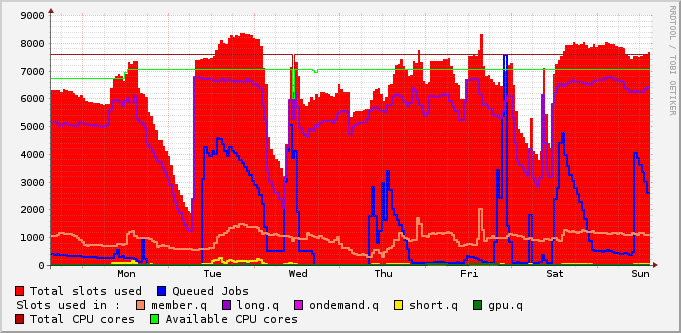 9000
8000
7000
6000
5000
4000
3000
2000
1000
0
Mon Tue Wed Thu Fri Sat Sun
RRDTOOL / TOBI OETIKER
Total slots used Queued Jobs
Slots used in : member.q long.q ondemand.q short.q gpu.q
Total CPU cores Available CPU cores